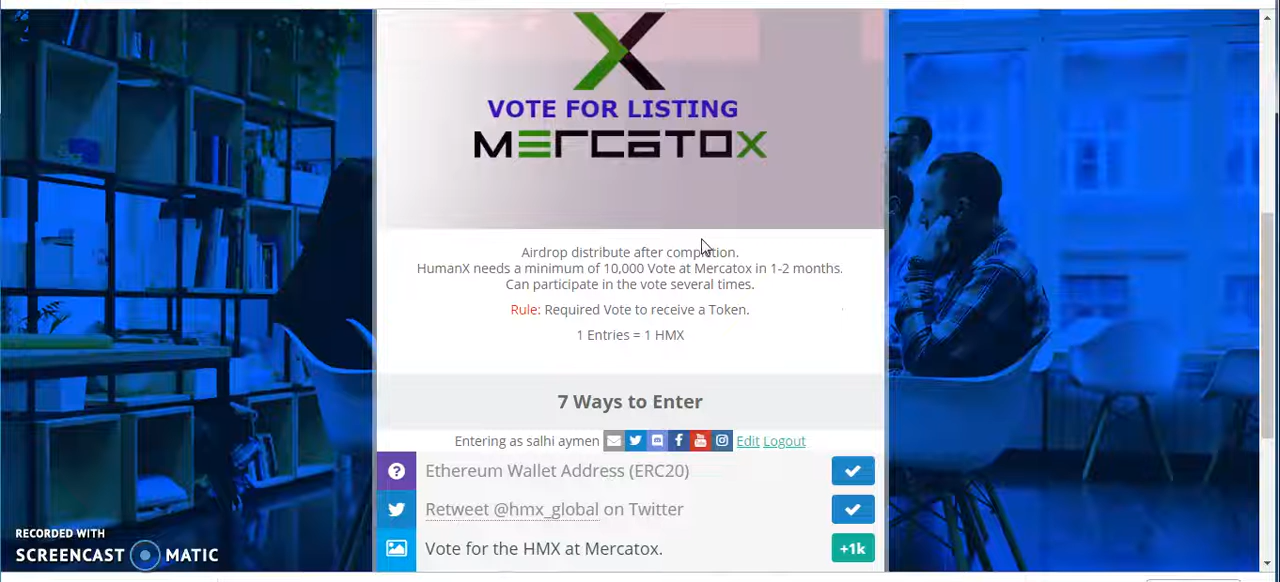 VOTE FOR LISTING
MERCATOX
Airdrop distribute after completion.
HumanX needs a minimum of 10,000 Vote at Mercatox in 1-2 months.
Can participate in the vote several times.
Rule: Required Vote to receive a Token.
1 Entries = 1 HMX
7 Ways to Enter
Entering as salhi aymen Edit Logout
Ethereum Wallet Address (ERC20)
Retweet @hmx_global on Twitter
Vote for the HMX at Mercatox. +1k
RECORDED WITH
SCREENCAST MATIC